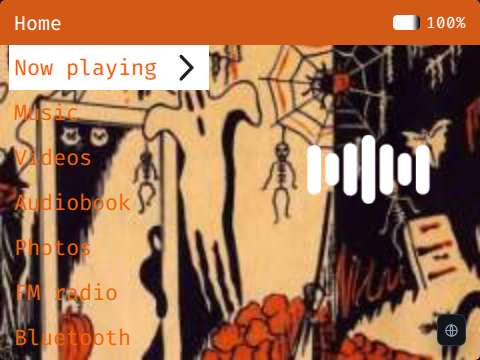 Home
100%
Now playing
Music
Videos
Audiobook
Photos
FM radio
Bluetooth